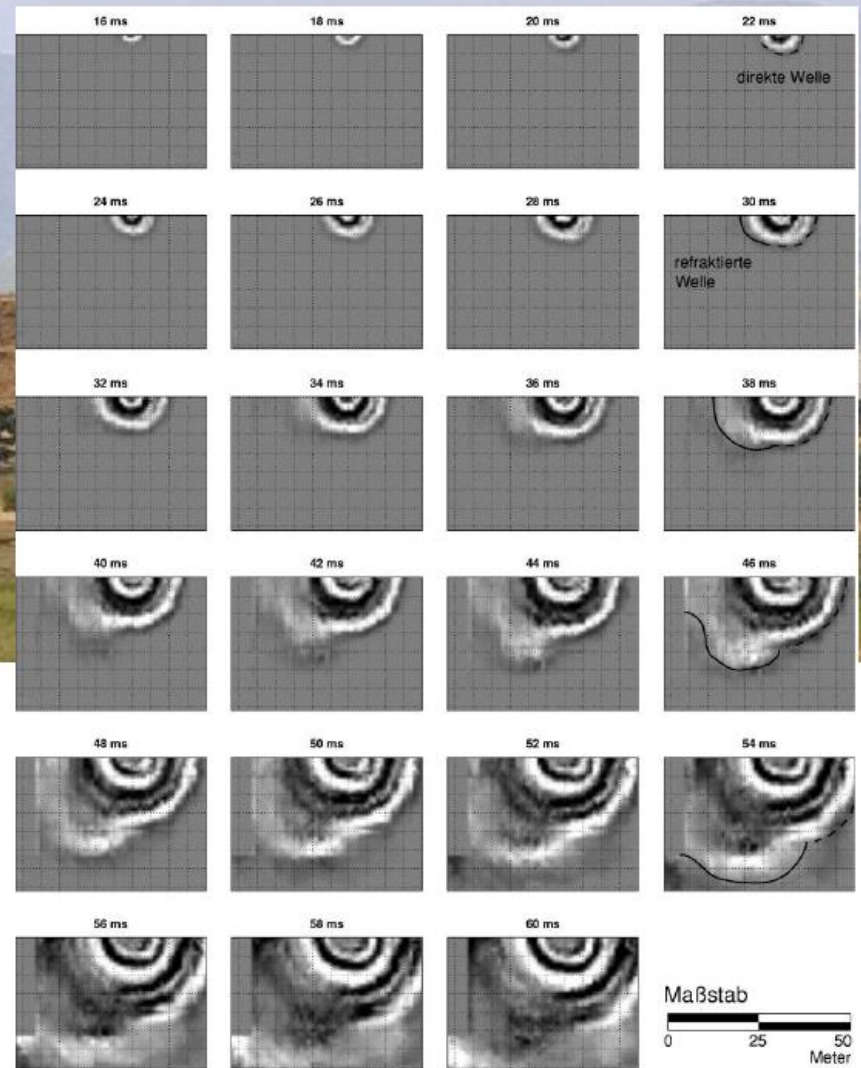 16 ms
18 ms
20 ms
22 ms
direkte Welle
24 ms
26 ms
28 ms
30 ms
refraktierte
Welle
32 ms
34 ms
36 ms
38 ms
40 ms
42 ms
44 ms
46 ms
48 ms
50 ms
52 ms
54 ms
56 ms
58 ms
60 ms
Maßstab
0 25 50
Meter